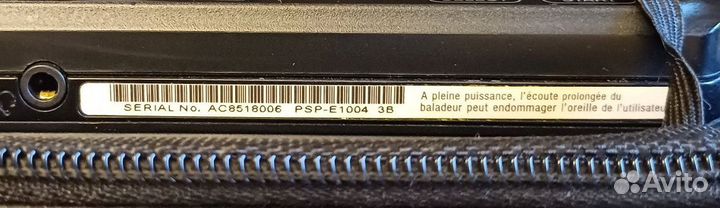 A pleine puissance, l'écoute prolongée du
SERIAL No. AC8518006 PSP-E1004 3B
baladeur peut endommager l'oreille de l'utilisateu
Avito